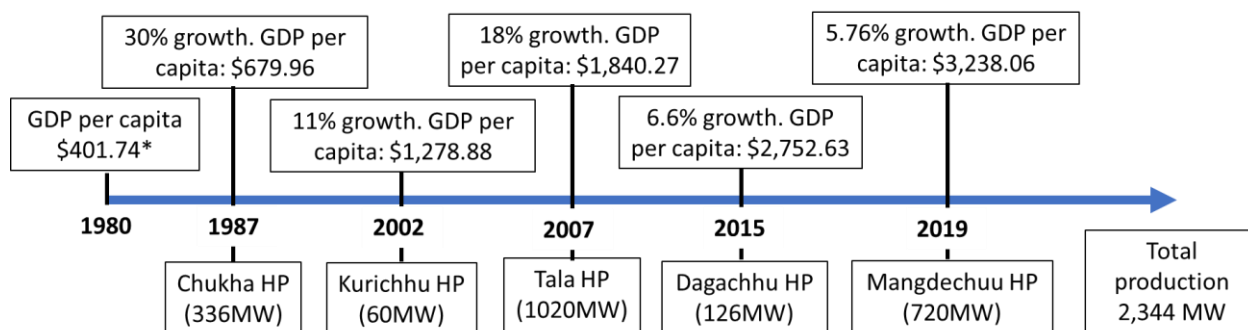 30% growth. GDP per
capita: $679.96
18% growth. GDP
per capita: $1,840.27
5.76% growth. GDP per
capita: $3,238.06
GDP per capita
$401.74*
11% growth. GDP per
capita: $1,278.88
6.6% growth. GDP
per capita: $2,752.63
1980
1987
2002
2007
2015
2019
Chukha HP
(336MW)
Kurichhu HP
(60MW)
Tala HP
(1020MW)
Dagachhu HP
(126MW)
Mangdechuu HP
(720MW)
Total
production
2,344 MW